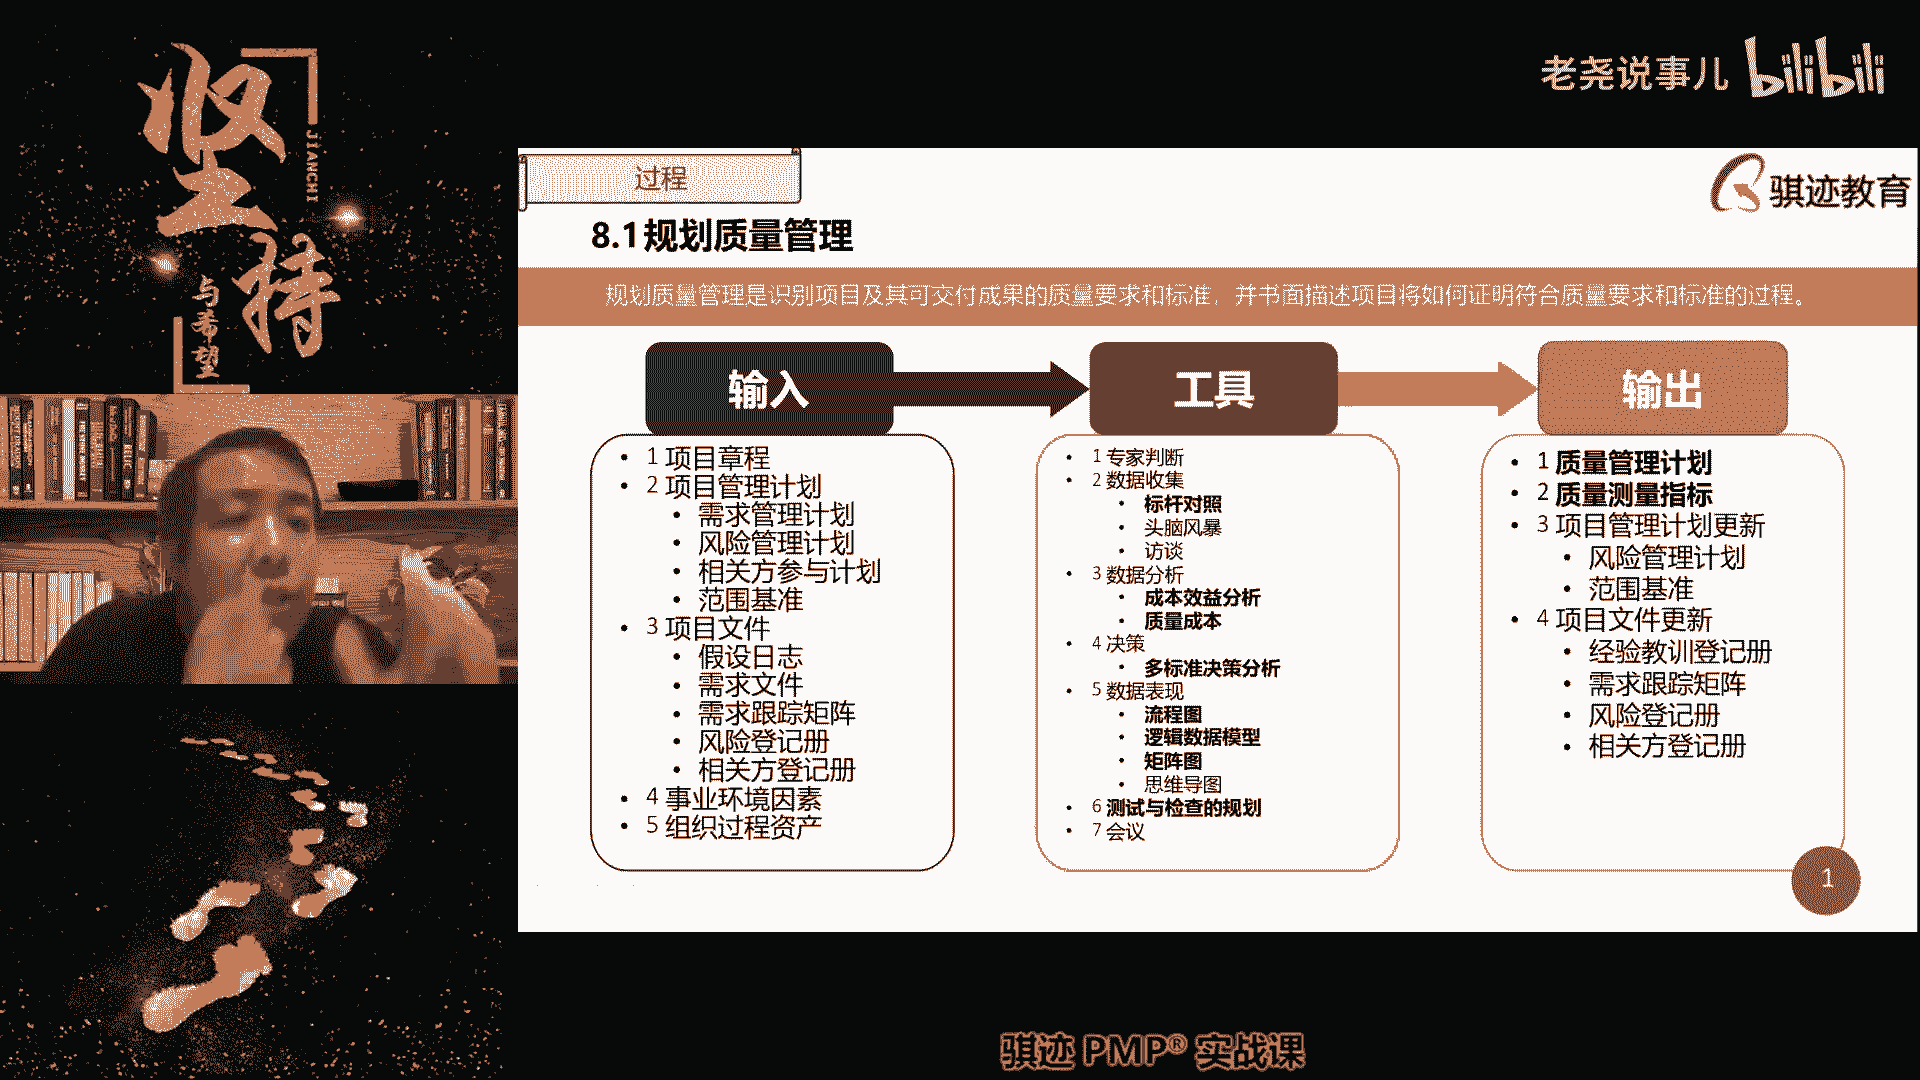 坚
JIANCHI
持
与希望
老尧说事儿 bilibili
过程
骐迹教育
8.1规划质量管理
规划质量管理是识别项目及其可交付成果的质量要求和标准，并书面描述项目将如何证明符合质量要求和标准的过程。
输入
• 1 项目章程
• 2 项目管理计划
• 需求管理计划
• 风险管理计划
• 相关方参与计划
• 范围基准
• 3 项目文件
• 假设日志
• 需求文件
• 需求跟踪矩阵
• 风险登记册
• 相关方登记册
• 4 事业环境因素
• 5 组织过程资产
工具
• 1 专家判断
• 2 数据收集
• 标杆对照
• 头脑风暴
• 访谈
• 3 数据分析
• 成本效益分析
• 质量成本
• 4 决策
• 多标准决策分析
• 5 数据表现
• 流程图
• 逻辑数据模型
• 矩阵图
• 思维导图
• 6 测试与检查的规划
• 7 会议
输出
• 1 质量管理计划
• 2 质量测量指标
• 3 项目管理计划更新
• 风险管理计划
• 范围基准
• 4 项目文件更新
• 经验教训登记册
• 需求跟踪矩阵
• 风险登记册
• 相关方登记册
1
骐迹 PMP® 实战课